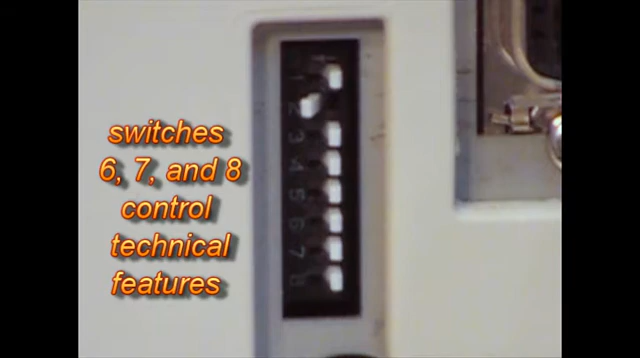 switches
6, 7, and 8
control
technical
features
1
2
3
4
5
6
7
8